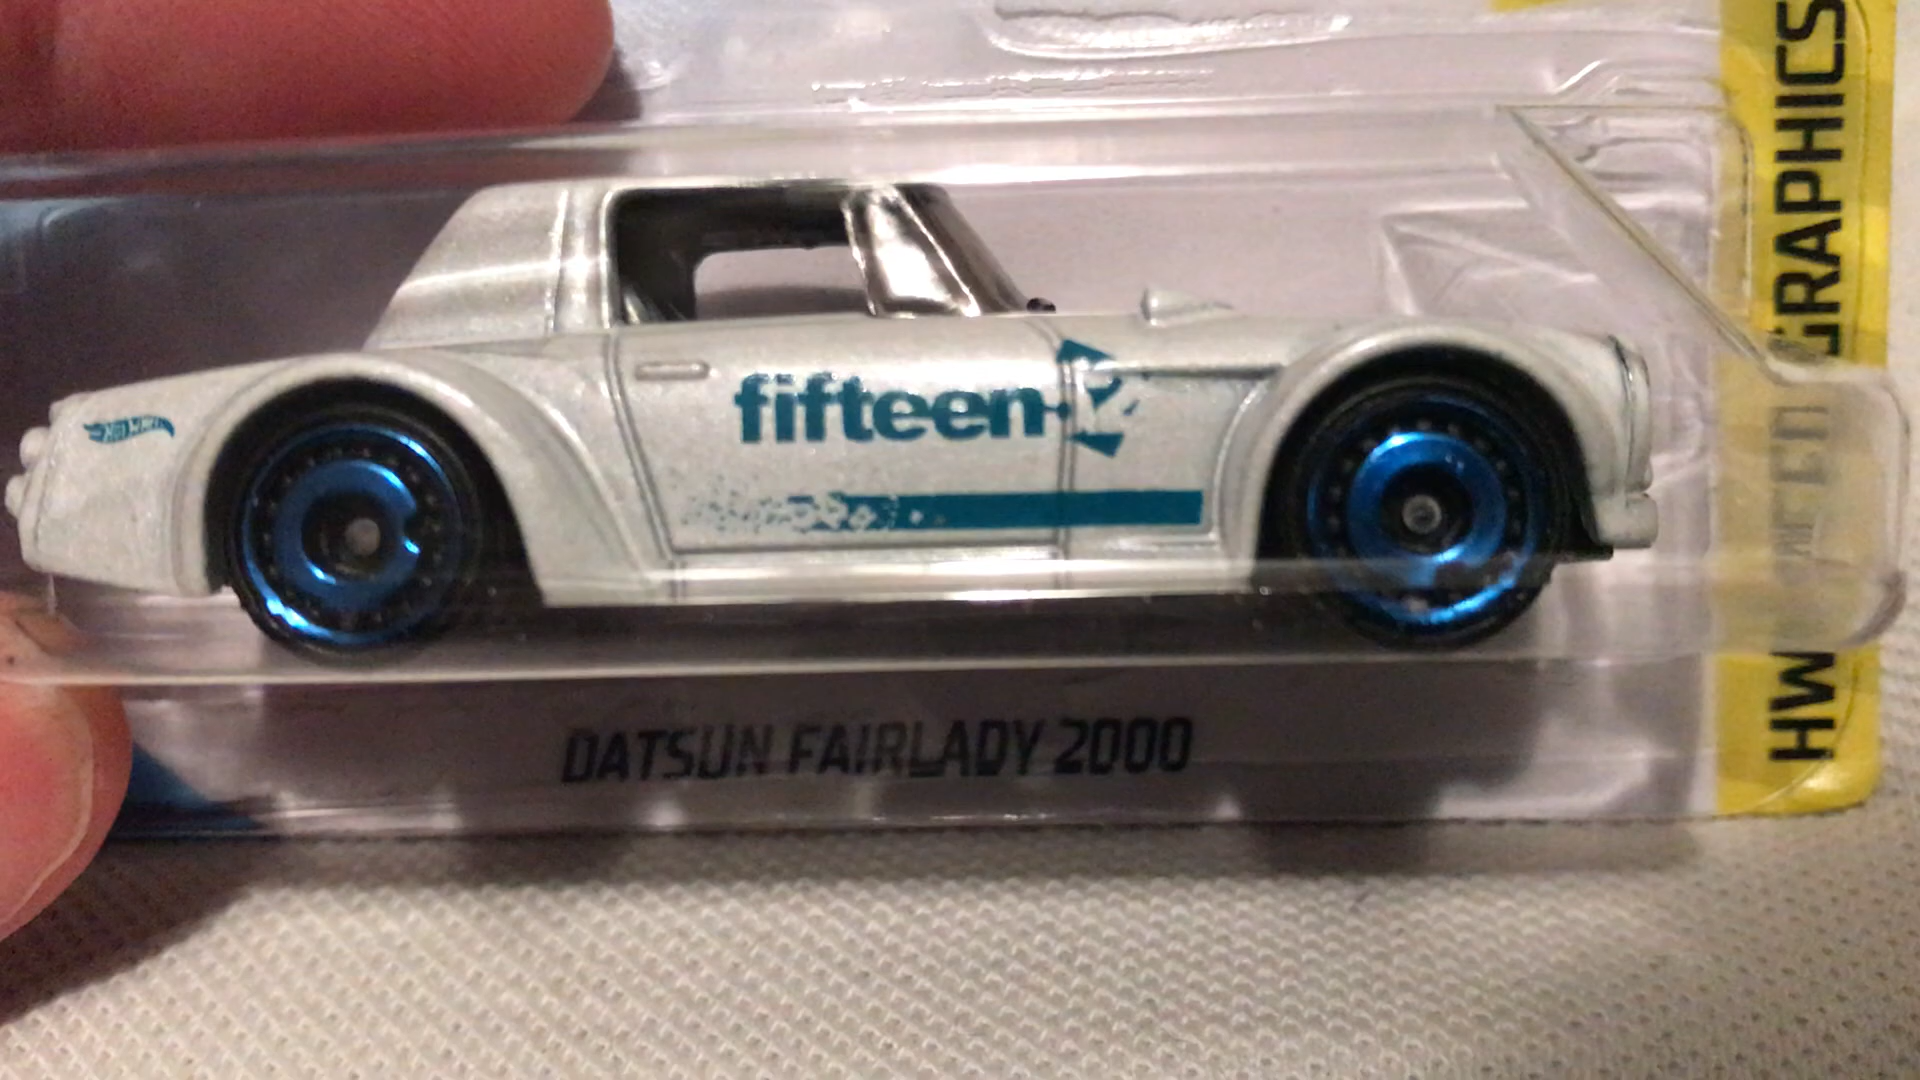 HOT WHEELS
fifteen
DATSUN FAIRLADY 2000
HW SPEED GRAPHICS